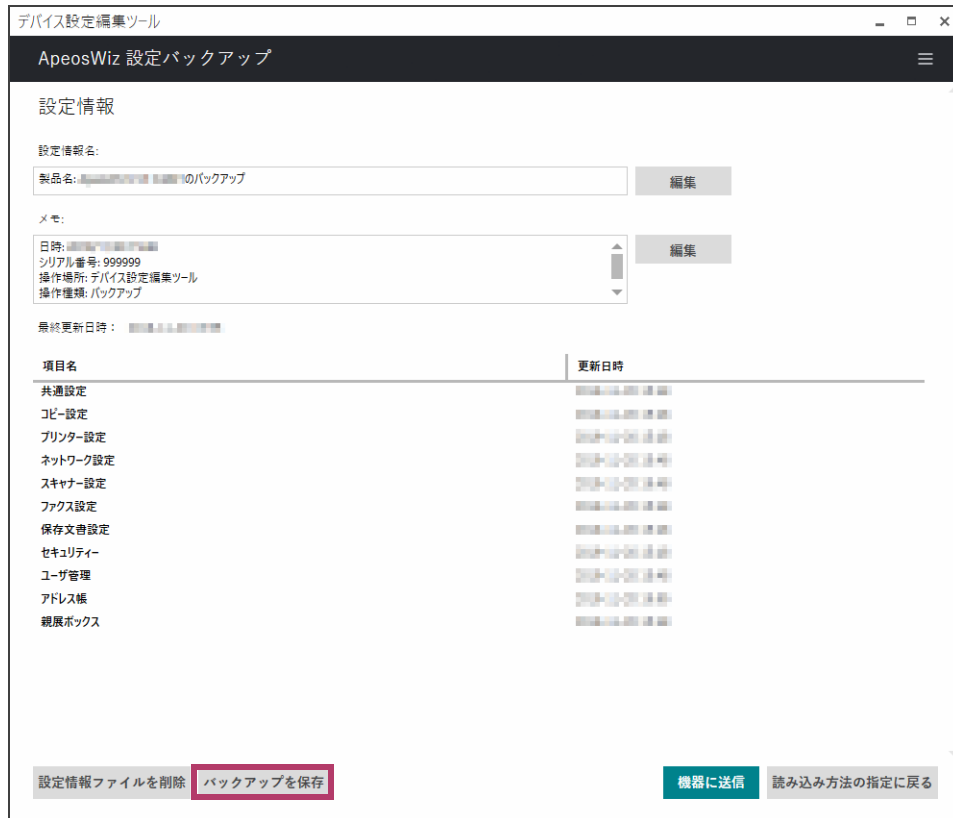 デバイス設定編集ツール
ApeosWiz 設定バックアップ
設定情報
設定情報名:
製品名: のバックアップ
編集
メモ:
日時:
シリアル番号: 999999
操作場所: デバイス設定編集ツール
操作種類: バックアップ
編集
最終更新日時：
項目名 更新日時
共通設定
コピー設定
プリンター設定
ネットワーク設定
スキャナー設定
ファクス設定
保存文書設定
セキュリティー
ユーザ管理
アドレス帳
親展ボックス
設定情報ファイルを削除 バックアップを保存 機器に送信 読み込み方法の指定に戻る